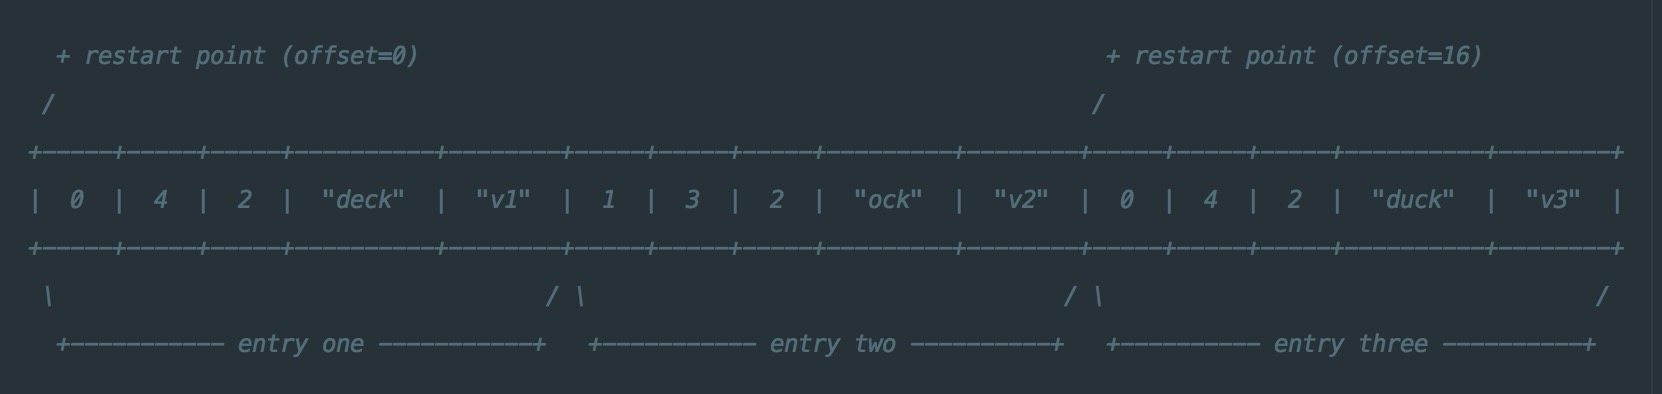 + restart point (offset=0) + restart point (offset=16)
/ /
+-----+-----+-----+----------+--------+-----+-----+-----+---------+--------+-----+-----+-----+----------+--------+
| 0 | 4 | 2 | "deck" | "v1" | 1 | 3 | 2 | "ock" | "v2" | 0 | 4 | 2 | "duck" | "v3" |
+-----+-----+-----+----------+--------+-----+-----+-----+---------+--------+-----+-----+-----+----------+--------+
\ / \ / \ /
+----------- entry one -----------+ +----------- entry two ----------+ +---------- entry three ----------+